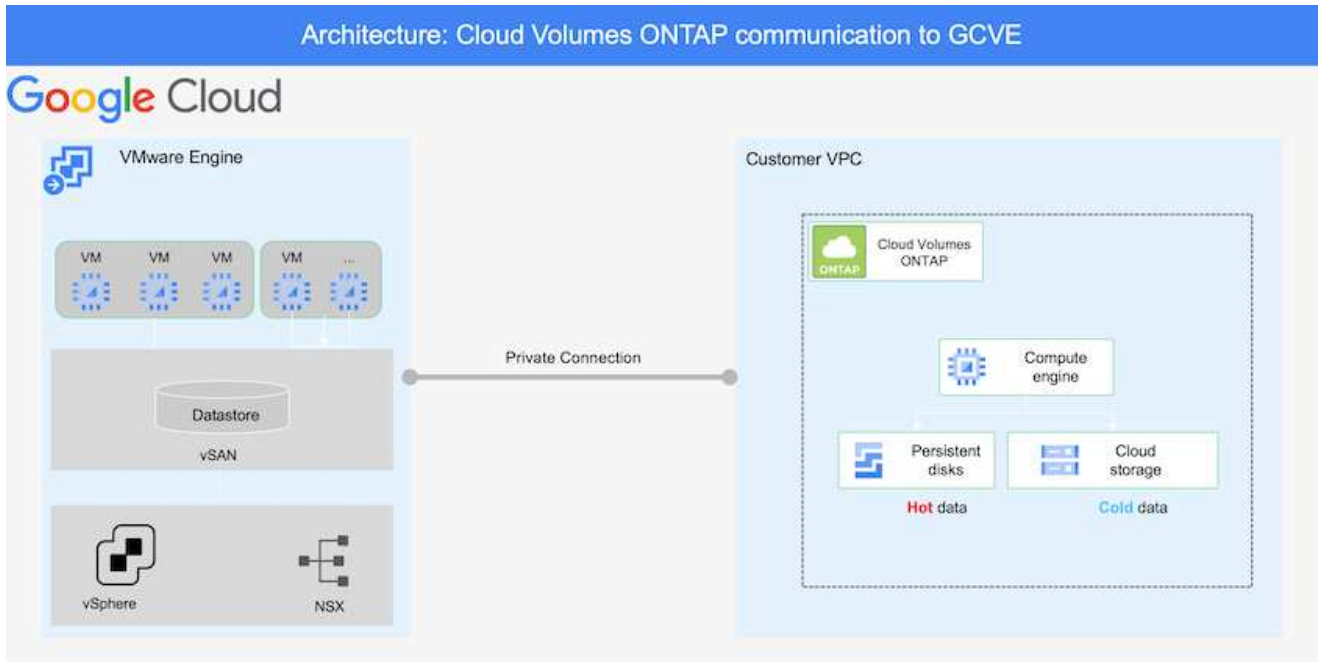 Architecture: Cloud Volumes ONTAP communication to GCVE
Google Cloud
VMware Engine
VM VM VM VM ...
Datastore
vSAN
vSphere NSX
Private Connection
Customer VPC
ONTAP
Cloud Volumes
ONTAP
Compute
engine
Persistent
disks
Hot data
Cloud
storage
Cold data